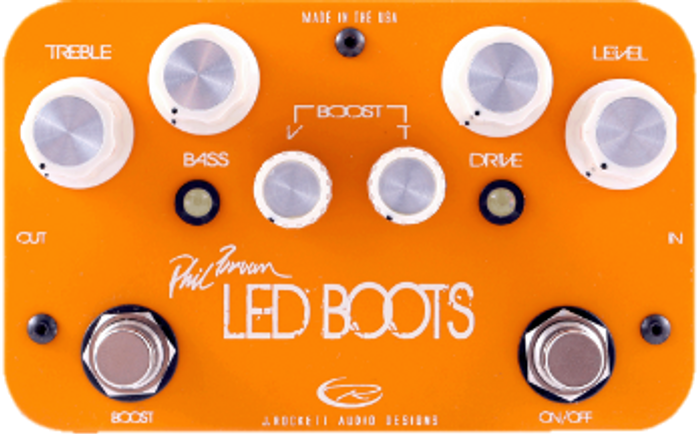 MADE IN THE USA
TREBLE
LEVEL
BOOST
V
T
BASS
DRIVE
OUT
IN
Phil Brown
LED BOOTS
BOOST
ON/OFF
J.ROCKETT AUDIO DESIGNS